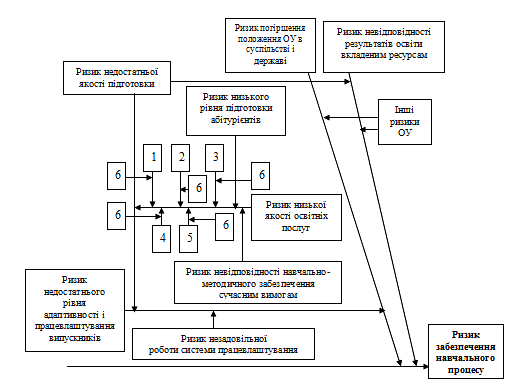 Ризик погіршення
положення ОУ в
суспільстві і
державі
Ризик невідповідності
результатів освіти
вкладеним ресурсам
Ризик недостатньої
якості підготовки
Ризик низького
рівня підготовки
абітурієнтів
Інші
ризики
ОУ
1
2
3
6
6
6
6
6
4
5
Ризик низької
якості освітніх
послуг
Ризик невідповідності навчально-
методичного забезпечення
сучасним вимогам
Ризик
недостатнього
рівня
адаптивності і
працевлаштування
випускників
Ризик незадовільної
роботи системи працевлаштування
Ризик
забезпечення
навчального
процесу